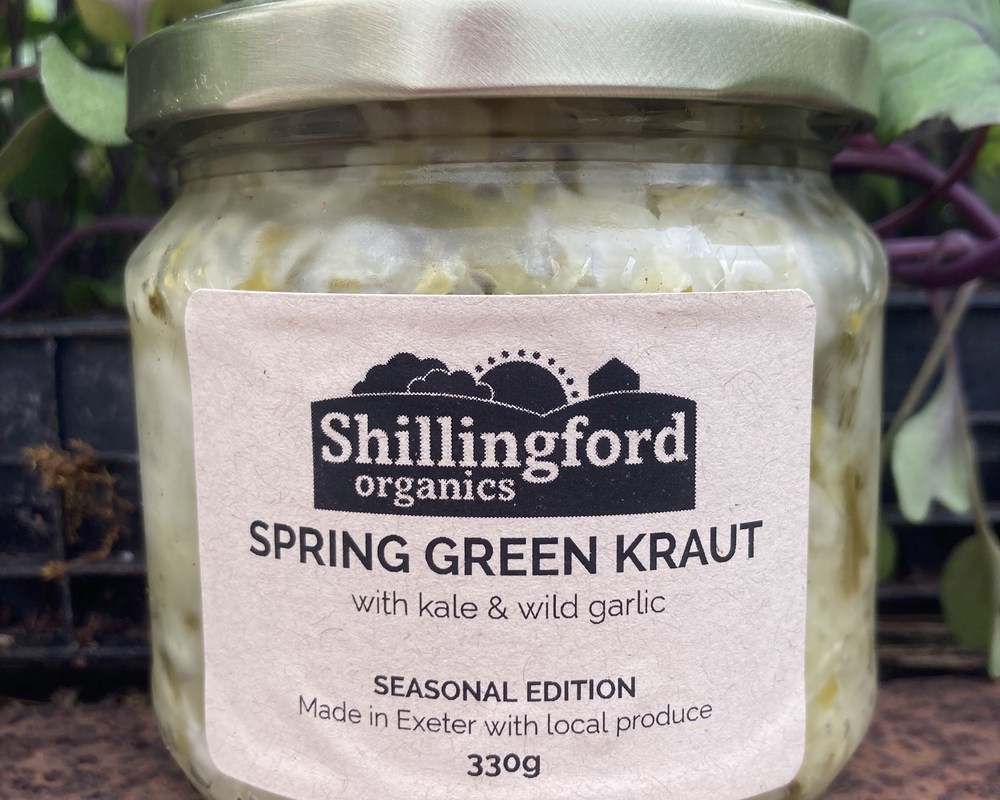 Shillingford
organics
SPRING GREEN KRAUT
with kale & wild garlic
SEASONAL EDITION
Made in Exeter with local produce
330g